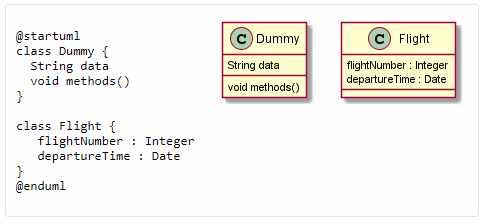 @startuml
class Dummy {
  String data
  void methods()
}

class Flight {
   flightNumber : Integer
   departureTime : Date
}
@enduml
C Dummy
String data
void methods()
C Flight
flightNumber : Integer
departureTime : Date